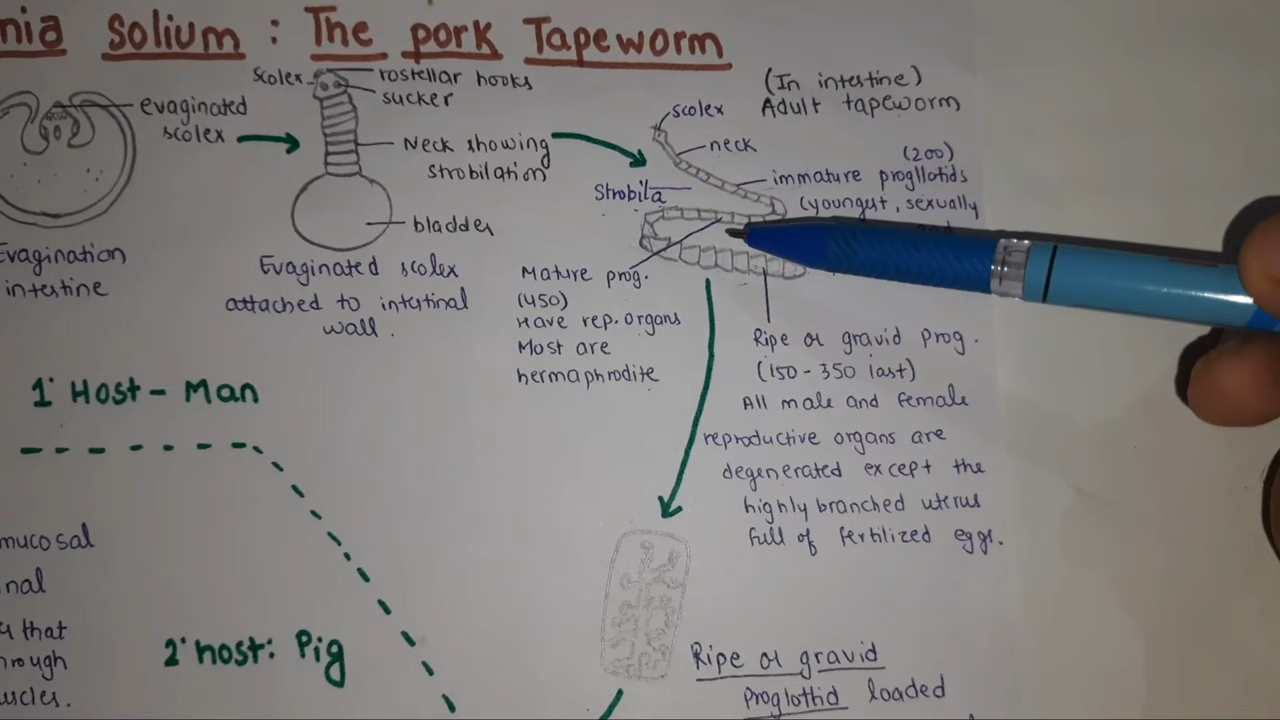 nia Solium : The pork Tapeworm
evaginated
scolex
Evagination
intestine
scolex
rostellar hooks
sucker
Neck showing
strobilation
bladder
Evaginated scolex
attached to intestinal
wall.
(In intestine)
Adult tapeworm
scolex
neck
(200)
immature progllotids
(youngest, sexually
Strobila
Mature prog.
(450)
Have rep. organs
Most are
hermaphrodite
Ripe or gravid prog.
(150-350 last)
All male and female
reproductive organs are
degenerated except the
highly branched uterus
full of fertilized eggs.
1° Host - Man
2° host: Pig
mucosal
nal
that
hrough
uscles.
Ripe or gravid
proglottid loaded